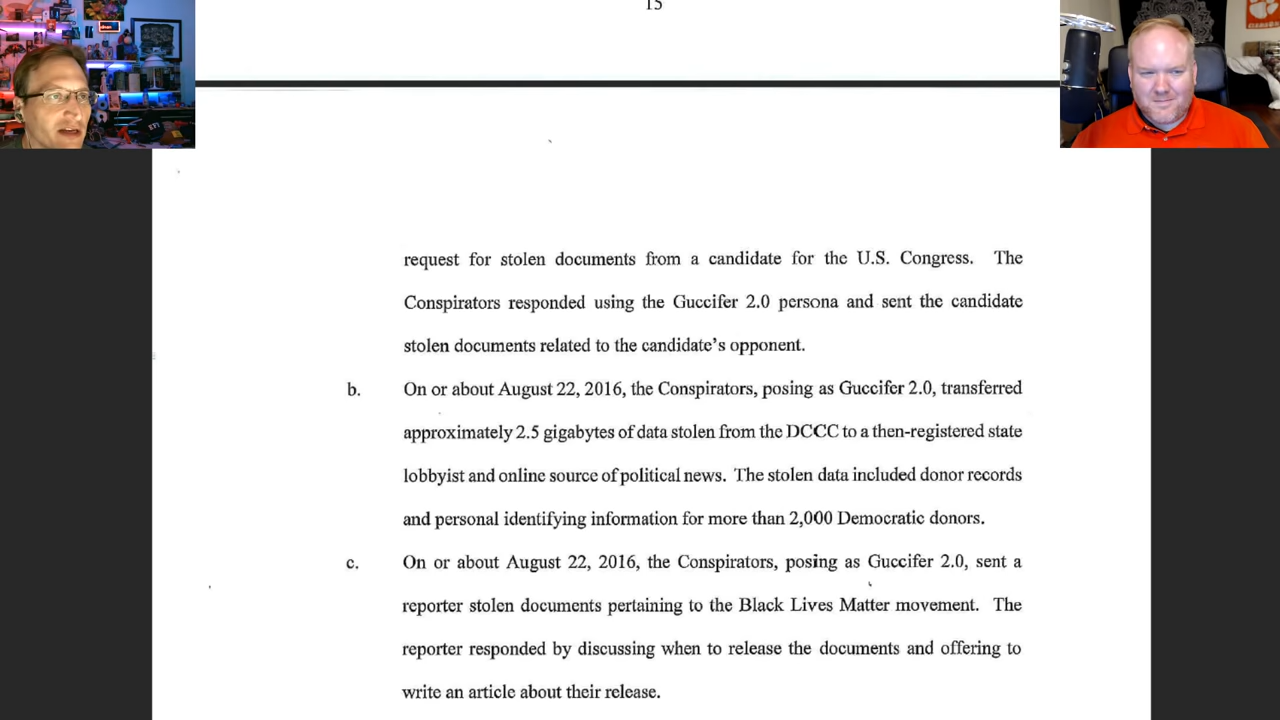 15
request for stolen documents from a candidate for the U.S. Congress. The
Conspirators responded using the Guccifer 2.0 persona and sent the candidate
stolen documents related to the candidate's opponent.
b. On or about August 22, 2016, the Conspirators, posing as Guccifer 2.0, transferred
approximately 2.5 gigabytes of data stolen from the DCCC to a then-registered state
lobbyist and online source of political news. The stolen data included donor records
and personal identifying information for more than 2,000 Democratic donors.
c. On or about August 22, 2016, the Conspirators, posing as Guccifer 2.0, sent a
reporter stolen documents pertaining to the Black Lives Matter movement. The
reporter responded by discussing when to release the documents and offering to
write an article about their release.